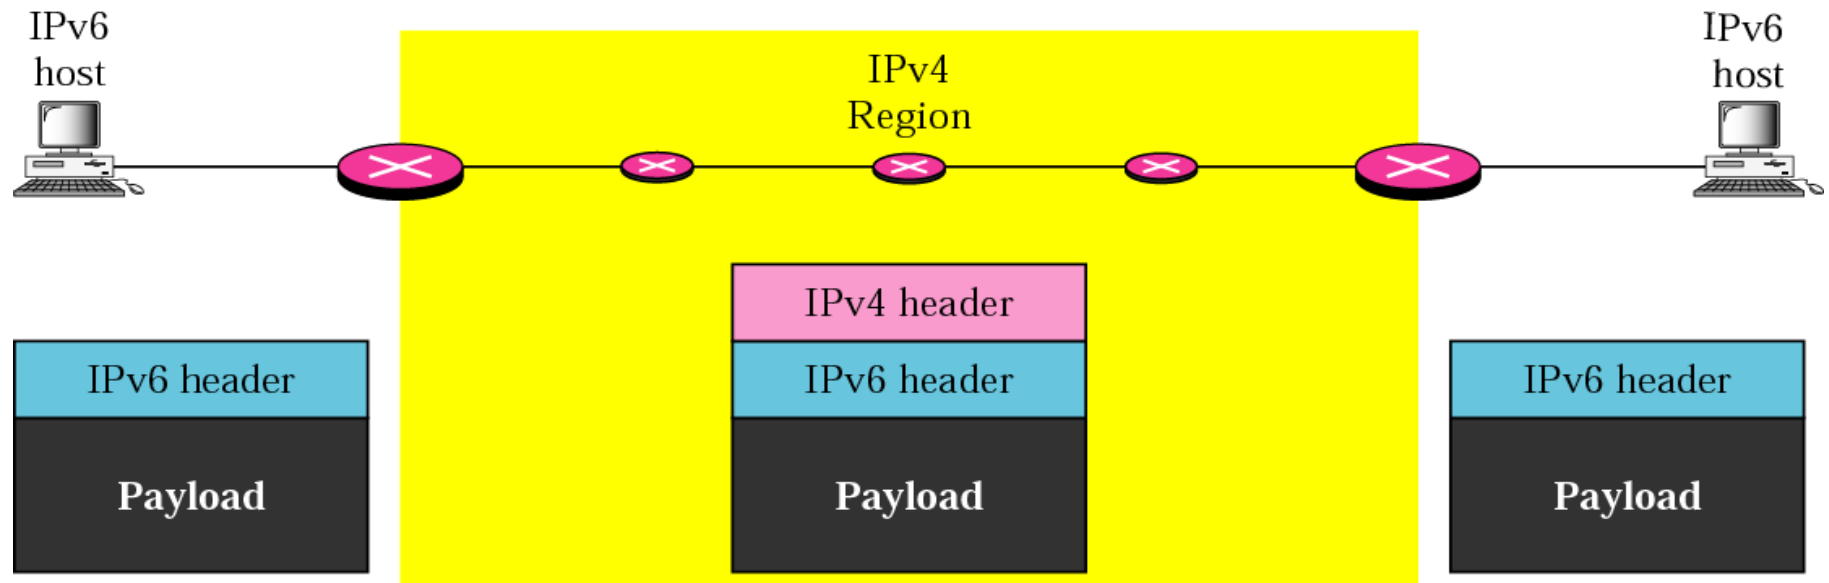 IPv6
host
IPv4
Region
IPv6
host
IPv4 header
IPv6 header
Payload
IPv6 header
Payload
IPv6 header
Payload